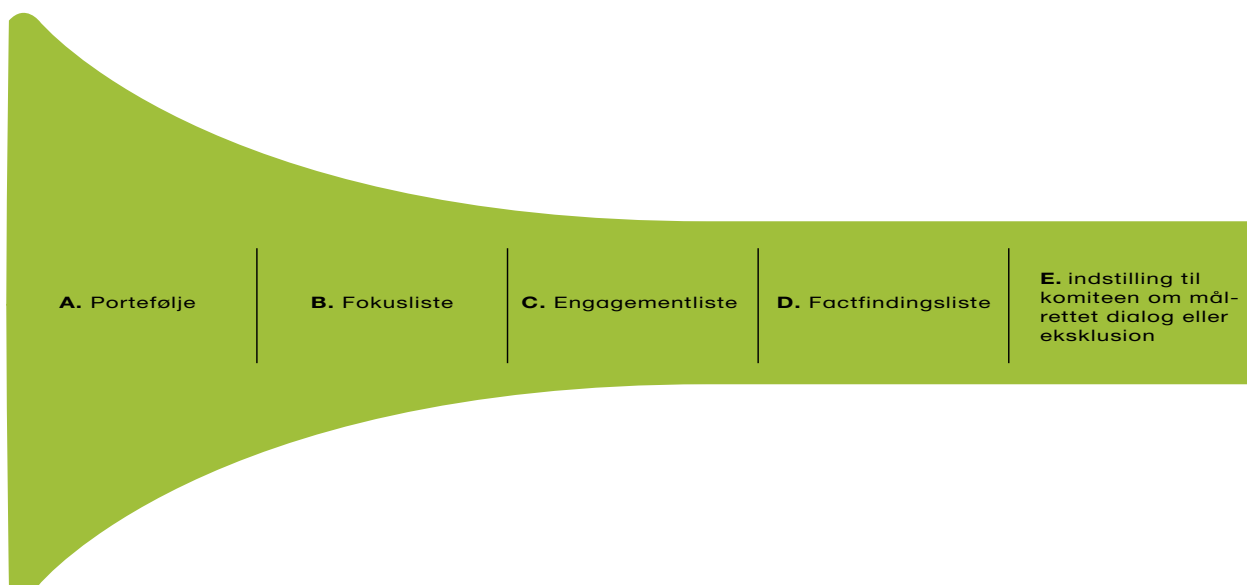 A. Portefølje
B. Fokusliste
C. Engagementliste
D. Factfindingsliste
E. indstilling til
komiteen om mål-
rettet dialog eller
eksklusion